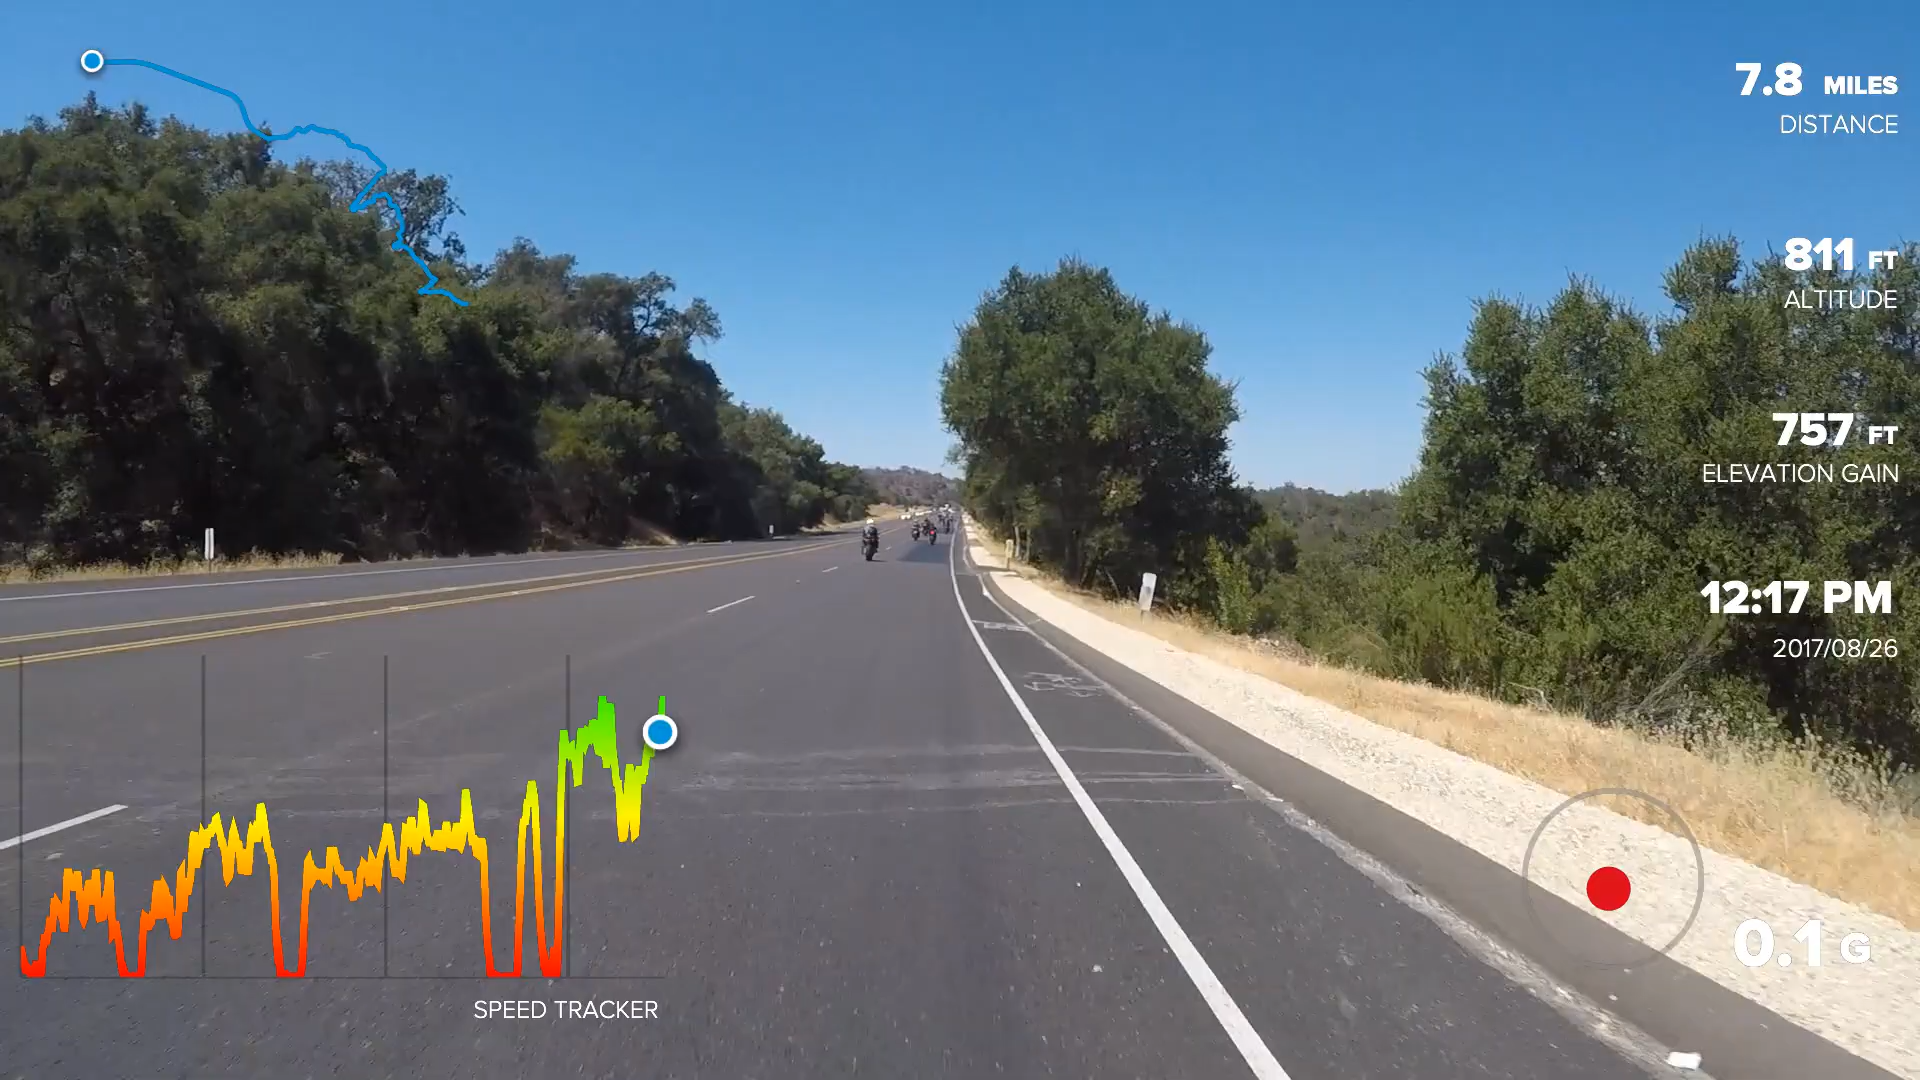 7.8 MILES
DISTANCE
811 FT
ALTITUDE
757 FT
ELEVATION GAIN
12:17 PM
2017/08/26
0.1 G
SPEED TRACKER